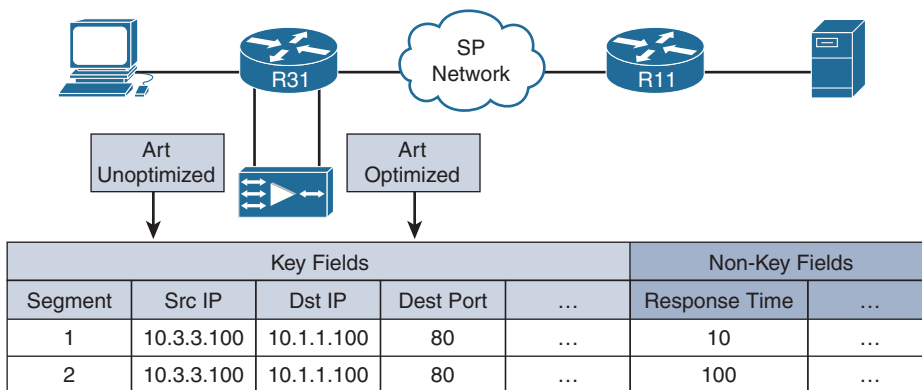 SP
Network
R31
R11
Art
Unoptimized
Art
Optimized
Key Fields
Non-Key Fields
Segment Src IP Dst IP Dest Port … Response Time …
1 10.3.3.100 10.1.1.100 80 … 10 …
2 10.3.3.100 10.1.1.100 80 … 100 …